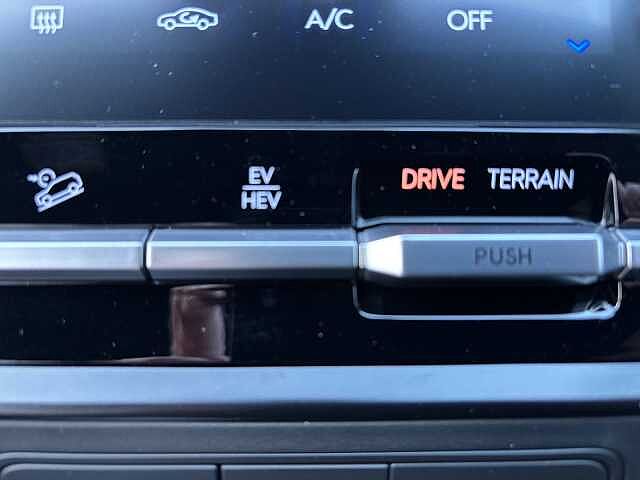 A/C OFF
EV
HEV
DRIVE TERRAIN
PUSH